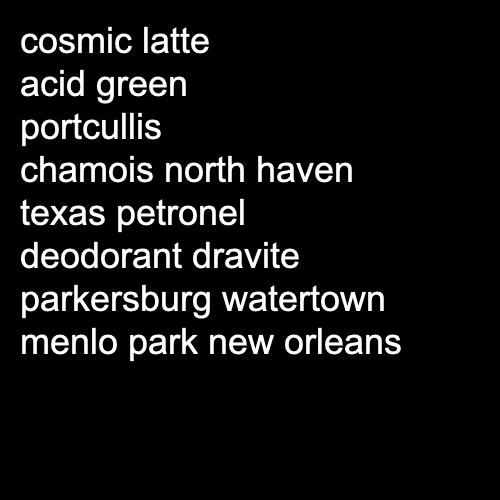 cosmic latte
acid green
portcullis
chamois north haven
texas petronel
deodorant dravite
parkersburg watertown
menlo park new orleans